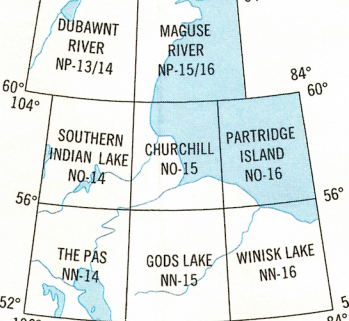 DUBAWNT
RIVER
NP-13/14
MAGUSE
RIVER
NP-15/16
60°
104°
84°
60°
SOUTHERN
INDIAN LAKE
NO-14
CHURCHILL
NO-15
PARTRIDGE
ISLAND
NO-16
56°
56°
THE PAS
NN-14
GODS LAKE
NN-15
WINISK LAKE
NN-16
52°